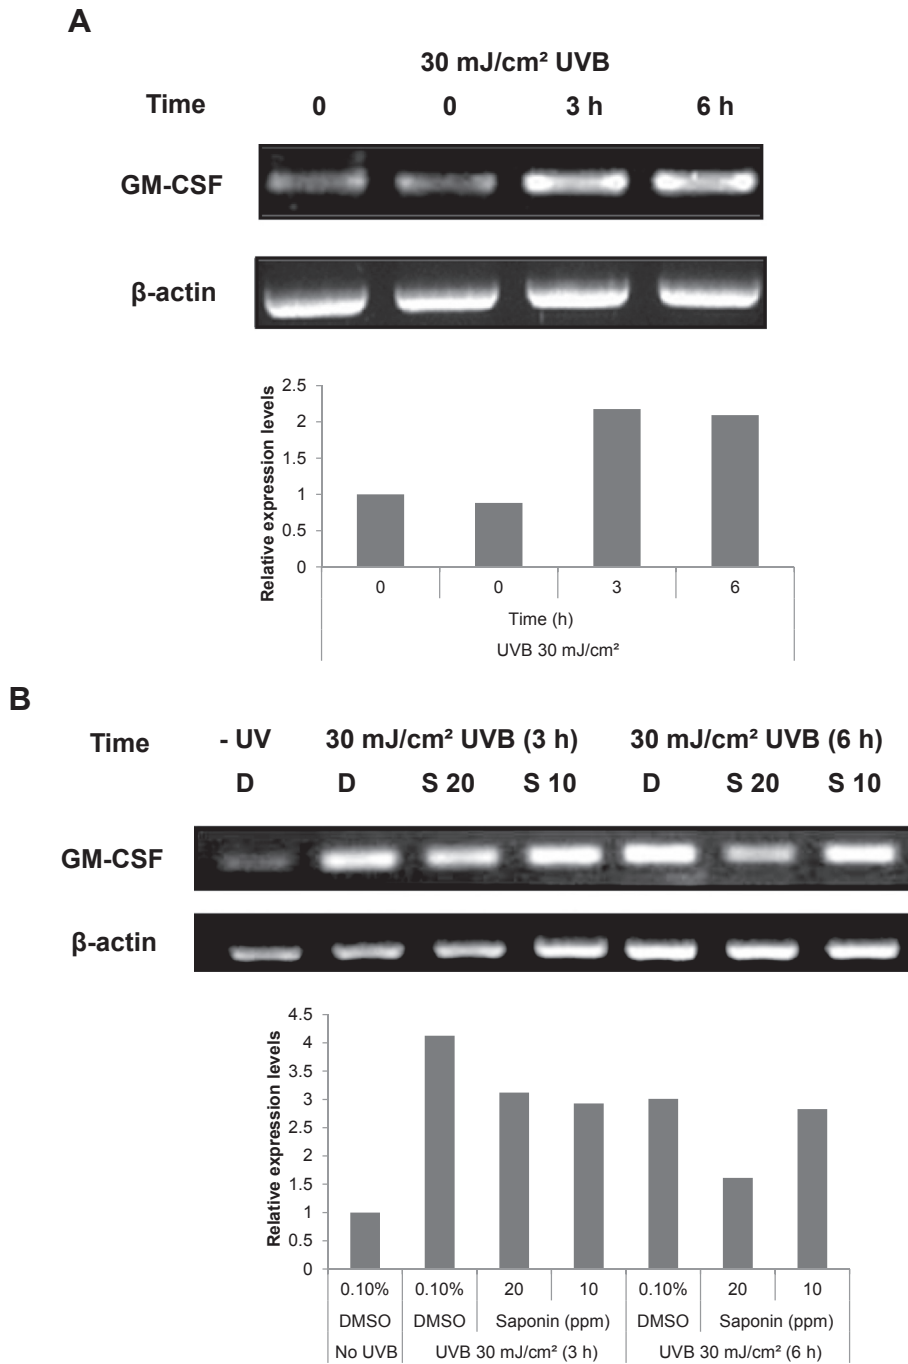 A
30 mJ/cm² UVB
Time 0 0 3 h 6 h
GM-CSF
β-actin
Relative expression levels
2.5
2
1.5
1
0.5
0
0 0 3 6
Time (h)
UVB 30 mJ/cm²
B
Time - UV 30 mJ/cm² UVB (3 h) 30 mJ/cm² UVB (6 h)
D D S 20 S 10 D S 20 S 10
GM-CSF
β-actin
Relative expression levels
4.5
4
3.5
3
2.5
2
1.5
1
0.5
0
0.10% 0.10% 20 10 0.10% 20 10
DMSO DMSO Saponin (ppm) DMSO Saponin (ppm)
No UVB UVB 30 mJ/cm² (3 h) UVB 30 mJ/cm² (6 h)